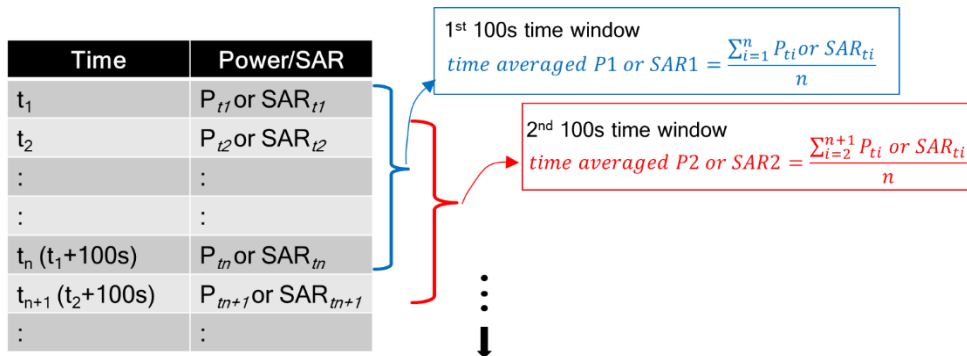 1st 100s time window
time averaged P1 or SAR1 = ∑ⁿᵢ₌₁ Pₜᵢ or SARₜᵢ / n
Time Power/SAR
t₁ Pₜ₁ or SARₜ₁
t₂ Pₜ₂ or SARₜ₂
: :
: :
tₙ (t₁+100s) Pₜₙ or SARₜₙ
tₙ₊₁ (t₂+100s) Pₜₙ₊₁ or SARₜₙ₊₁
: :
2nd 100s time window
time averaged P2 or SAR2 = ∑ⁿ⁺¹ᵢ₌₂ Pₜᵢ or SARₜᵢ / n